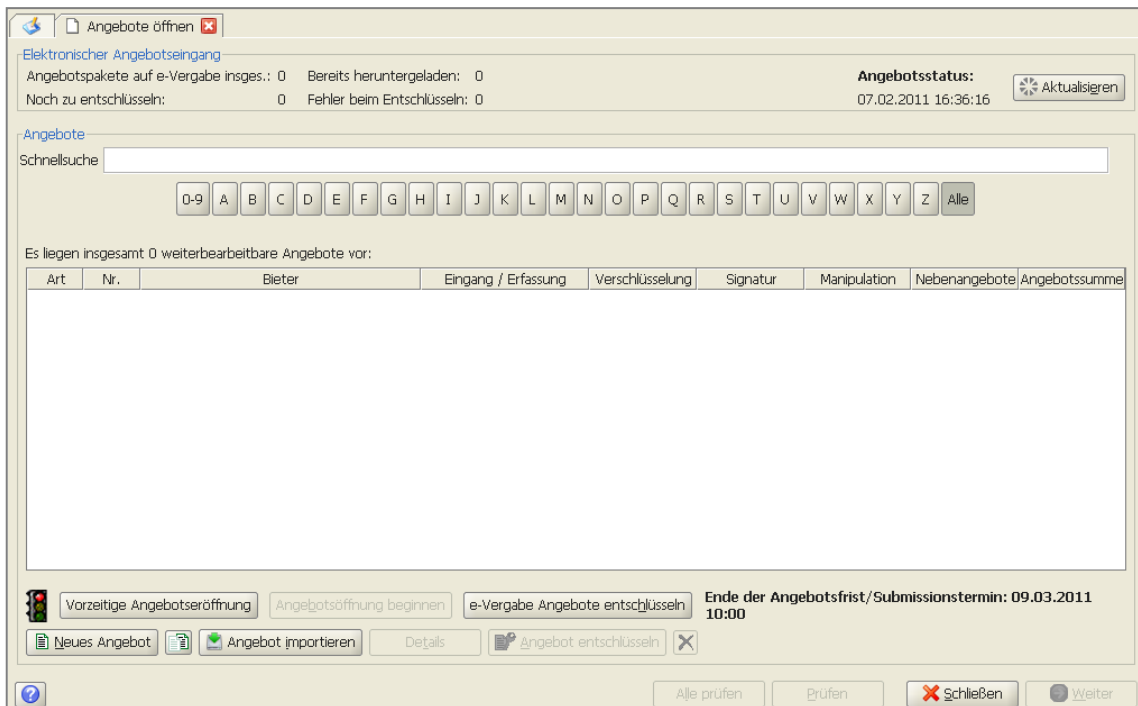 Angebote öffnen
Elektronischer Angebotseingang
Angebotspakete auf e-Vergabe insges.: 0 Bereits heruntergeladen: 0 Angebotsstatus:
Noch zu entschlüsseln: 0 Fehler beim Entschlüsseln: 0 07.02.2011 16:36:16 Aktualisieren
Angebote
Schnellsuche
0-9 A B C D E F G H I J K L M N O P Q R S T U V W X Y Z Alle
Es liegen insgesamt 0 weiterbearbeitbare Angebote vor:
Art Nr. Bieter Eingang / Erfassung Verschlüsselung Signatur Manipulation Nebenangebote Angebotssumme
Vorzeitige Angebotseröffnung Angebotsöffnung beginnen e-Vergabe Angebote entschlüsseln Ende der Angebotsfrist/Submissionstermin: 09.03.2011
10:00
Neues Angebot Angebot importieren Details Angebot entschlüsseln
Alle prüfen Prüfen Schließen Weiter